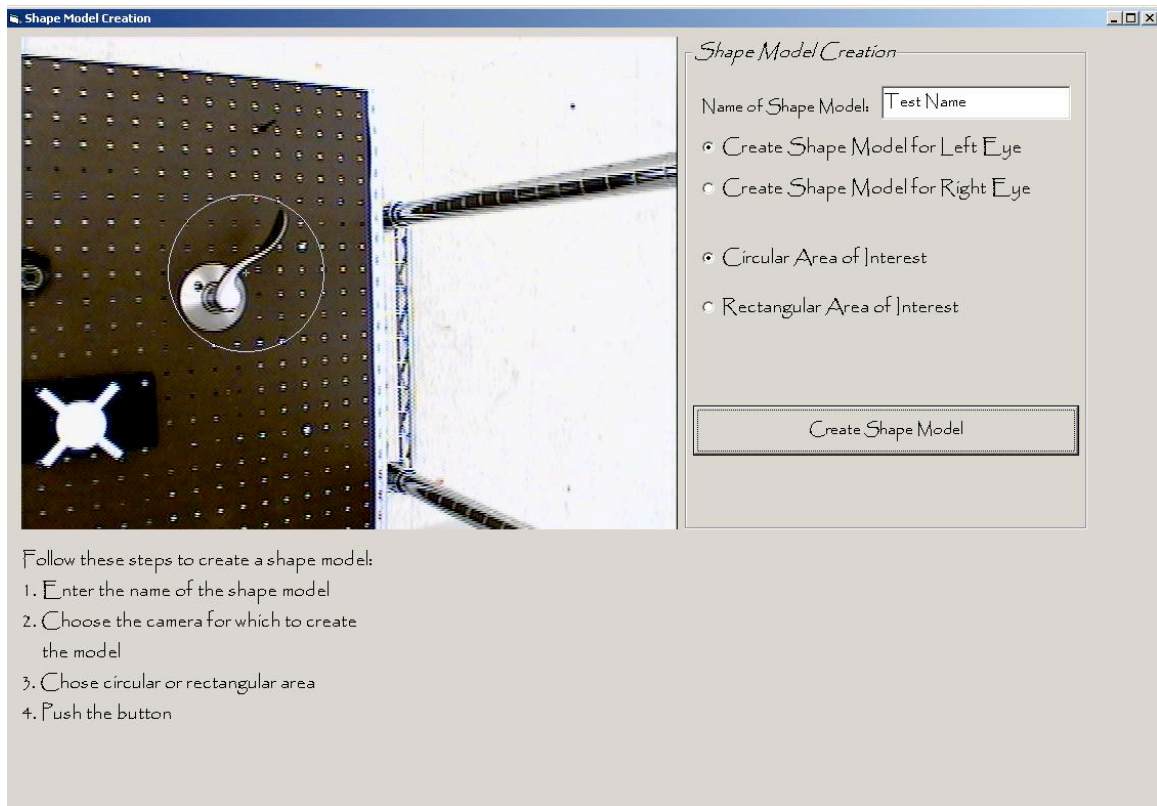 Shape Model Creation
Shape Model Creation
Name of Shape Model: Test Name
Create Shape Model for Left Eye
Create Shape Model for Right Eye
Circular Area of Interest
Rectangular Area of Interest
Create Shape Model
Follow these steps to create a shape model:
1. Enter the name of the shape model
2. Choose the camera for which to create
the model
3. Chose circular or rectangular area
4. Push the button